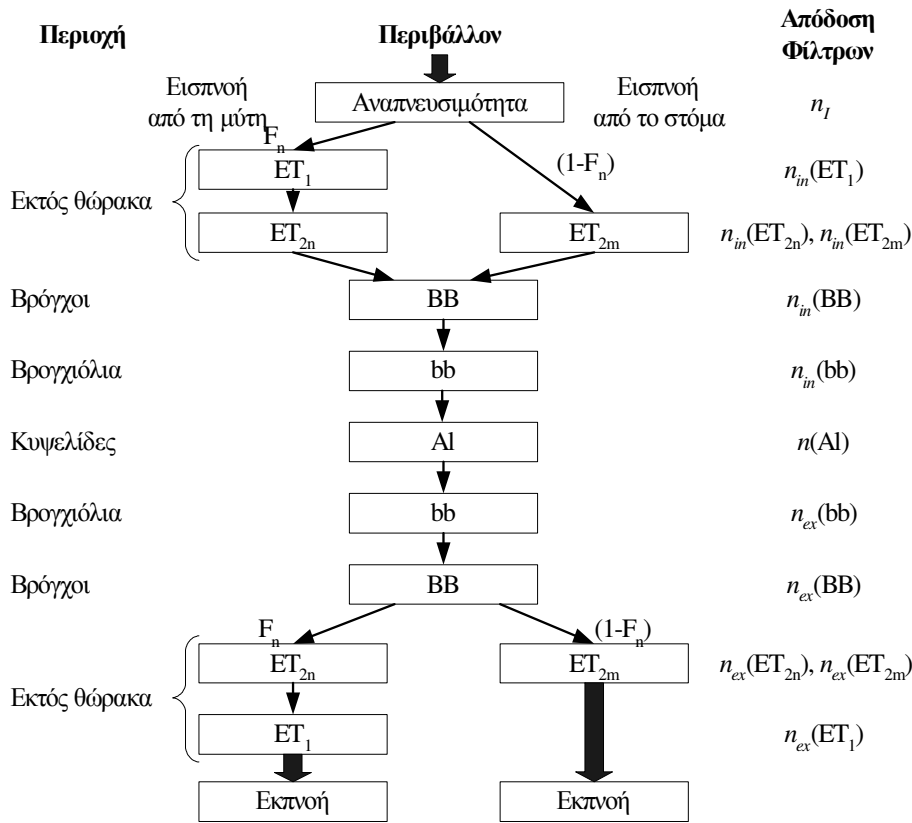 Περιοχή
Περιβάλλον
Απόδοση
Φίλτρων
Εισπνοή
από τη μύτη
Αναπνευσιμότητα
Εισπνοή
από το στόμα
n_I
F_n
(1-F_n)
Εκτός θώρακα
ET_1
n_in(ET_1)
ET_2n
ET_2m
n_in(ET_2n), n_in(ET_2m)
Βρόγχοι
BB
n_in(BB)
Βρογχιόλια
bb
n_in(bb)
Κυψελίδες
Al
n(Al)
Βρογχιόλια
bb
n_ex(bb)
Βρόγχοι
BB
n_ex(BB)
F_n
(1-F_n)
Εκτός θώρακα
ET_2n
ET_2m
n_ex(ET_2n), n_ex(ET_2m)
ET_1
n_ex(ET_1)
Εκπνοή
Εκπνοή